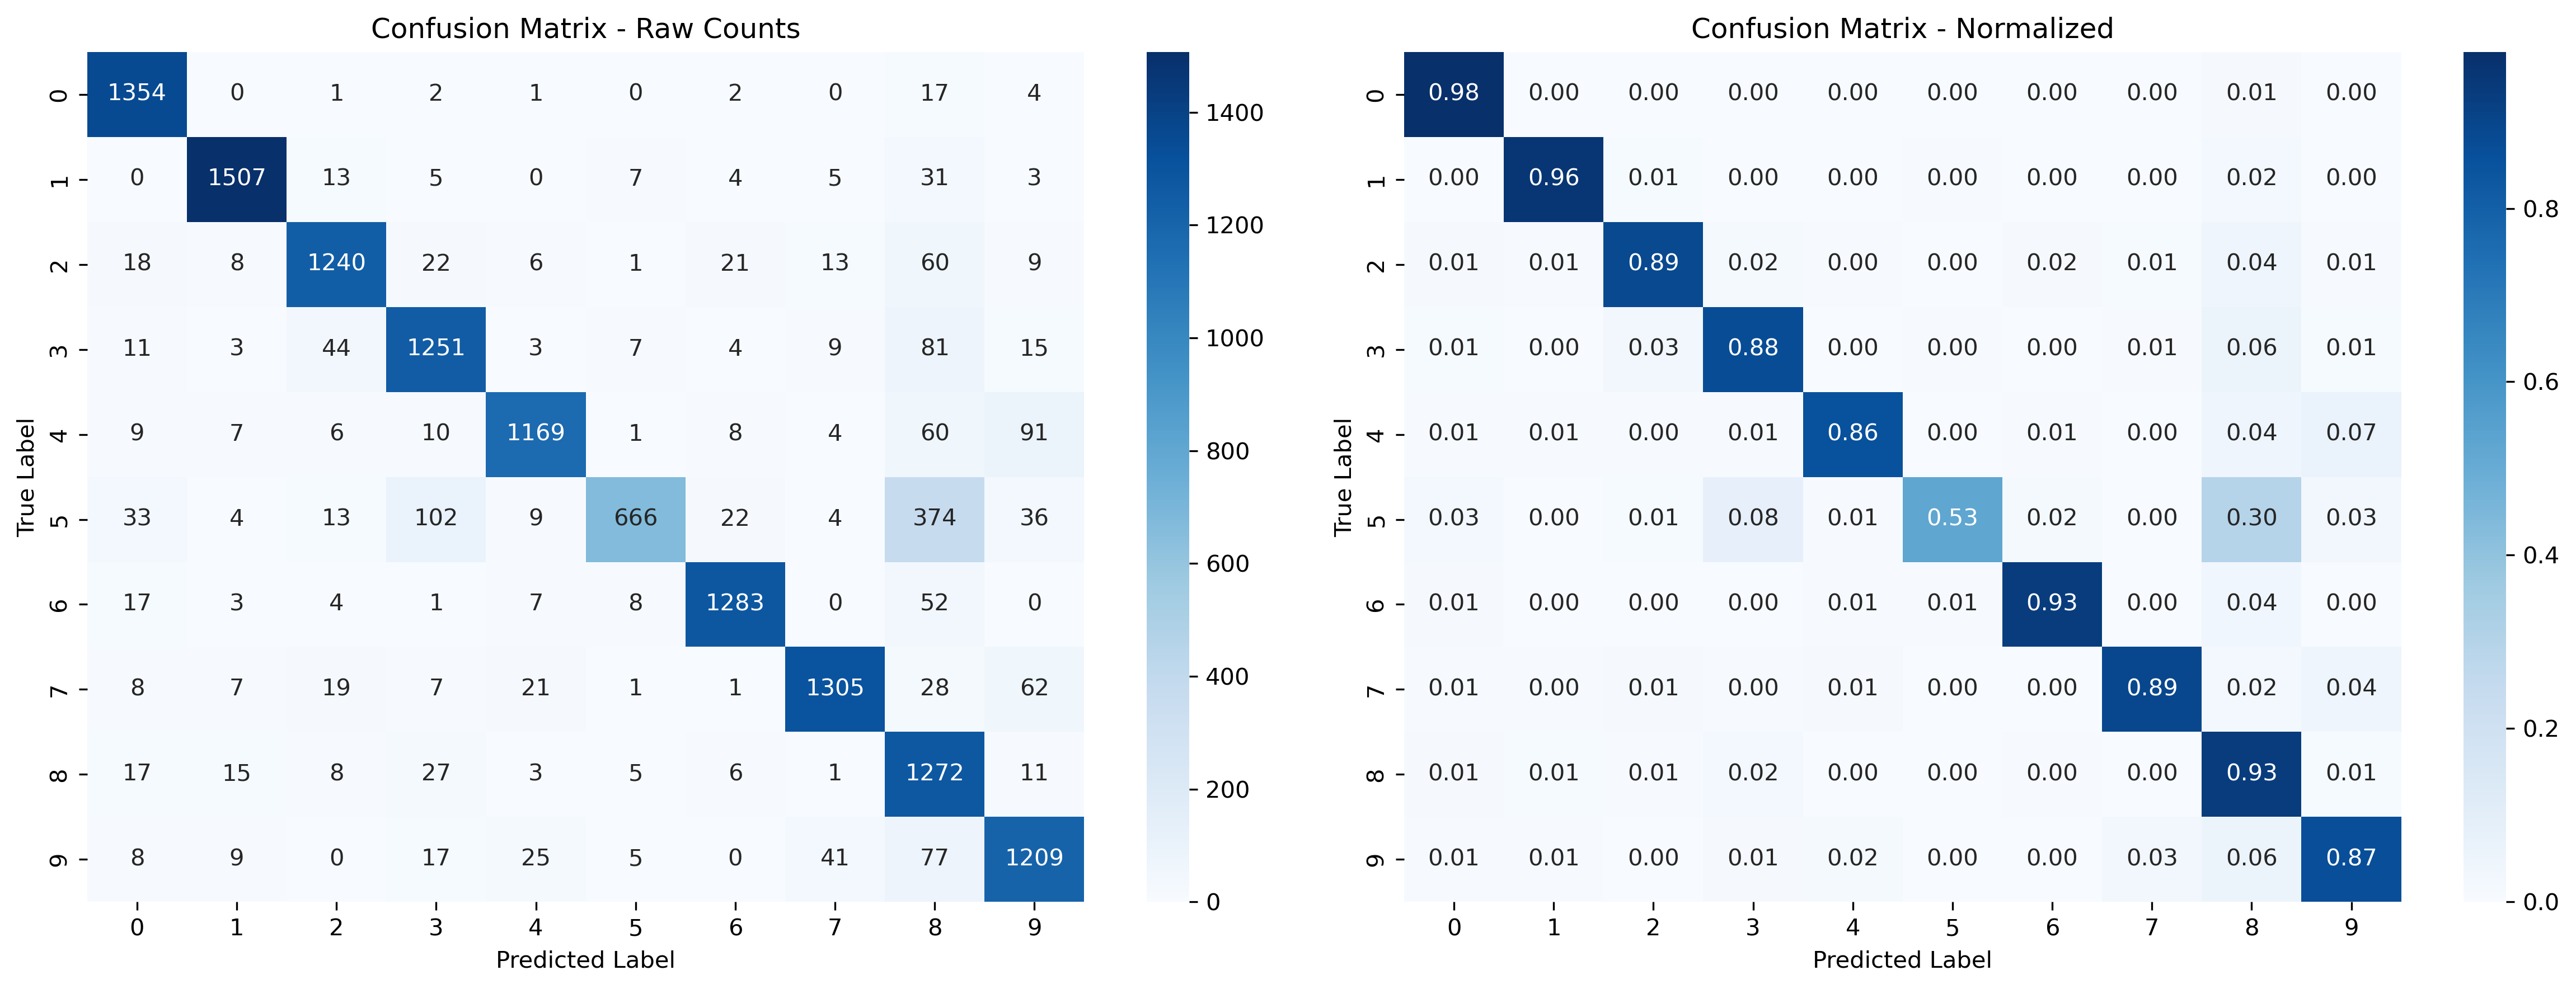 Confusion Matrix - Raw Counts
0 1354 0 1 2 1 0 2 0 17 4
1 0 1507 13 5 0 7 4 5 31 3
2 18 8 1240 22 6 1 21 13 60 9
3 11 3 44 1251 3 7 4 9 81 15
4 9 7 6 10 1169 1 8 4 60 91
5 33 4 13 102 9 666 22 4 374 36
6 17 3 4 1 7 8 1283 0 52 0
7 8 7 19 7 21 1 1 1305 28 62
8 17 15 8 27 3 5 6 1 1272 11
9 8 9 0 17 25 5 0 41 77 1209
0 1 2 3 4 5 6 7 8 9
True Label
Predicted Label
1400
1200
1000
800
600
400
200
0
Confusion Matrix - Normalized
0 0.98 0.00 0.00 0.00 0.00 0.00 0.00 0.00 0.01 0.00
1 0.00 0.96 0.01 0.00 0.00 0.00 0.00 0.00 0.02 0.00
2 0.01 0.01 0.89 0.02 0.00 0.00 0.02 0.01 0.04 0.01
3 0.01 0.00 0.03 0.88 0.00 0.00 0.00 0.01 0.06 0.01
4 0.01 0.01 0.00 0.01 0.86 0.00 0.01 0.00 0.04 0.07
5 0.03 0.00 0.01 0.08 0.01 0.53 0.02 0.00 0.30 0.03
6 0.01 0.00 0.00 0.00 0.01 0.01 0.93 0.00 0.04 0.00
7 0.01 0.00 0.01 0.00 0.01 0.00 0.00 0.89 0.02 0.04
8 0.01 0.01 0.01 0.02 0.00 0.00 0.00 0.00 0.93 0.01
9 0.01 0.01 0.00 0.01 0.02 0.00 0.00 0.03 0.06 0.87
0 1 2 3 4 5 6 7 8 9
True Label
Predicted Label
0.8
0.6
0.4
0.2
0.0